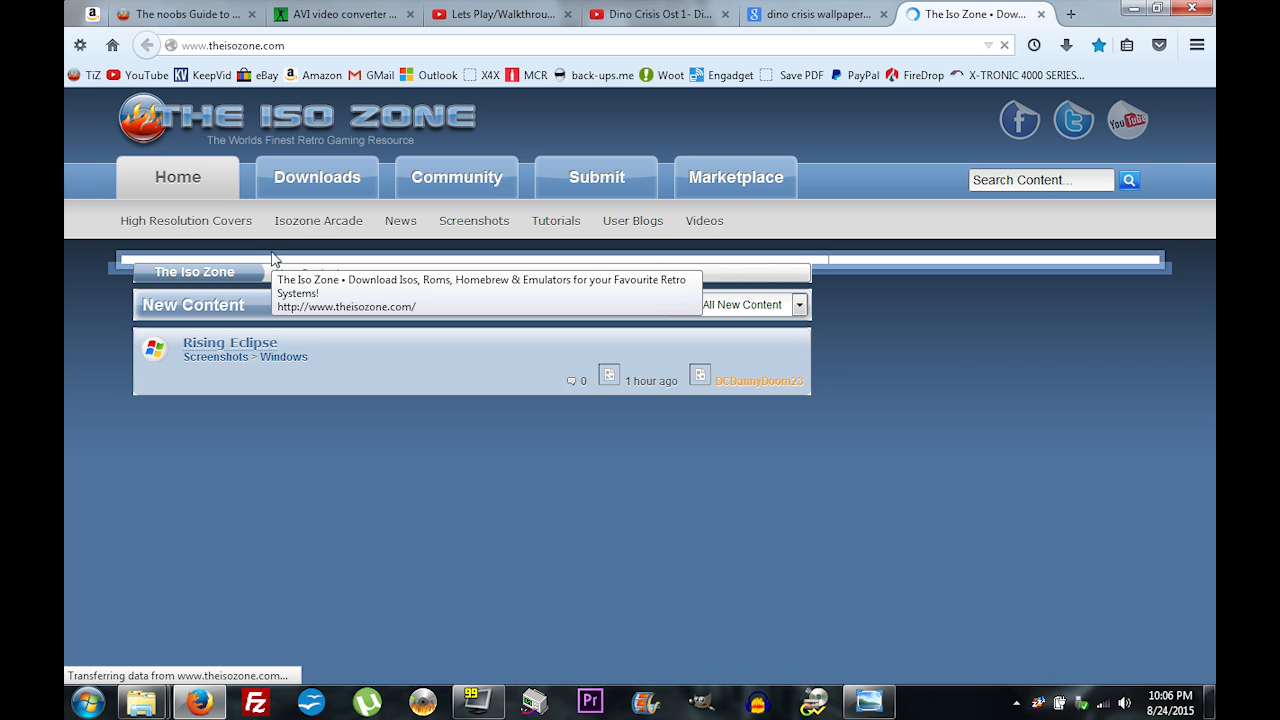 The noobs Guide to ...
AVI video converter ...
Lets Play/Walkthrou...
Dino Crisis Ost 1- Di...
dino crisis wallpaper...
The Iso Zone • Dow...
www.theisozone.com
TiZ
YouTube
KeepVid
eBay
Amazon
GMail
Outlook
X4X
MCR
back-ups.me
Woot
Engadget
Save PDF
PayPal
FireDrop
X-TRONIC 4000 SERIES...
THE ISO ZONE
The Worlds Finest Retro Gaming Resource
YouTube
Home
Downloads
Community
Submit
Marketplace
Search Content...
High Resolution Covers
Isozone Arcade
News
Screenshots
Tutorials
User Blogs
Videos
The Iso Zone
The Iso Zone • Download Isos, Roms, Homebrew & Emulators for your Favourite Retro
Systems!
http://www.theisozone.com/
New Content
All New Content
Rising Eclipse
Screenshots > Windows
0
1 hour ago
DCDannyDoom23
Transferring data from www.theisozone.com...
99
Pr
10:06 PM
8/24/2015